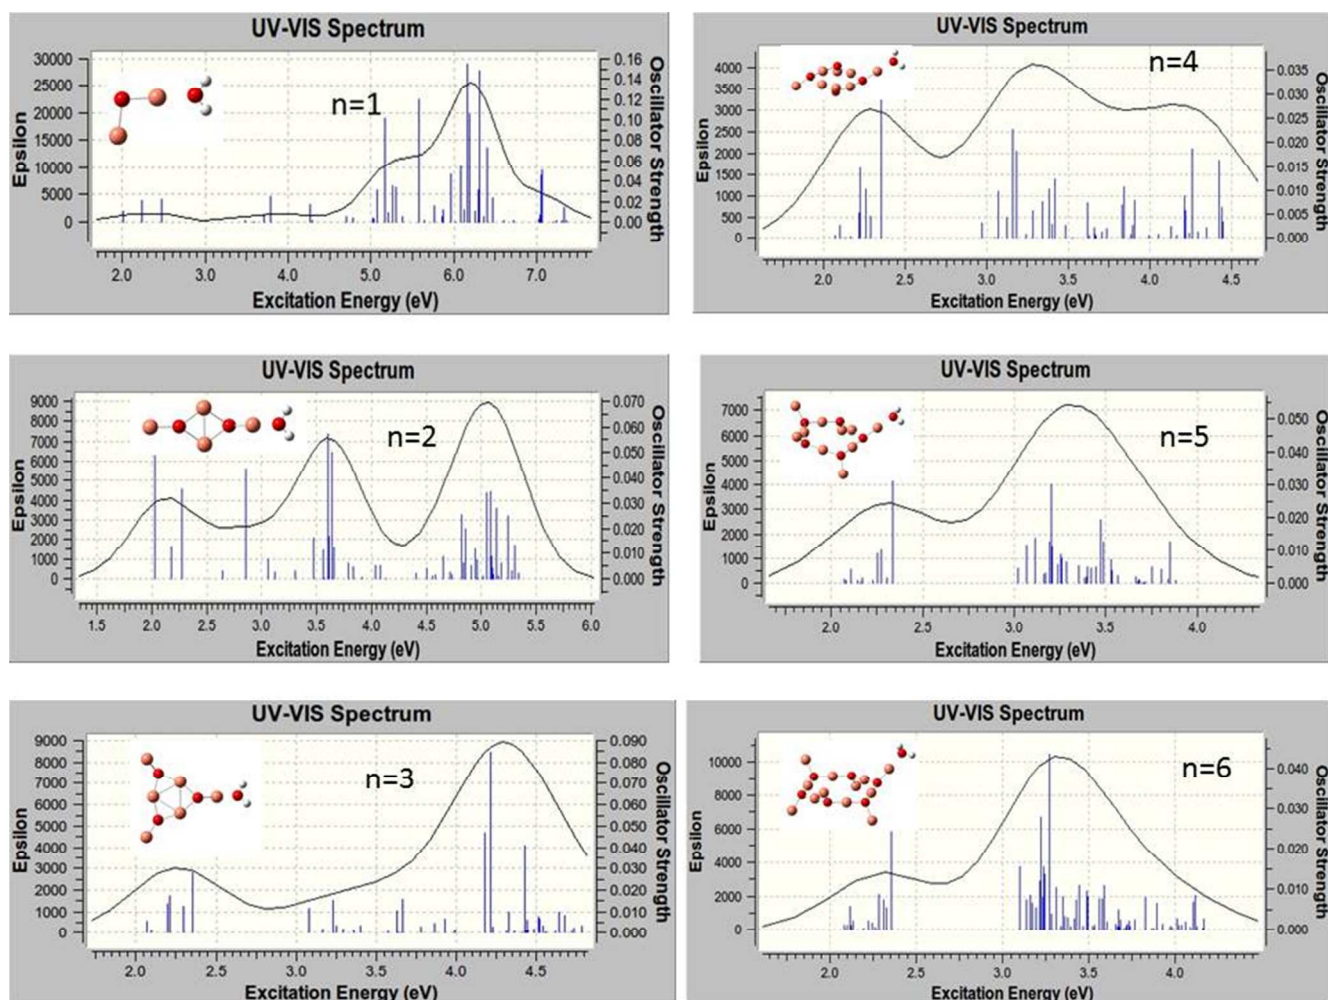 UV-VIS Spectrum
n=1
Epsilon
30000
25000
20000
15000
10000
5000
0
0.16
0.14
0.12
0.10
0.08
0.06
0.04
0.02
0.00
Oscillator Strength
2.0 3.0 4.0 5.0 6.0 7.0
Excitation Energy (eV)
UV-VIS Spectrum
n=4
Epsilon
4000
3500
3000
2500
2000
1500
1000
500
0
0.035
0.030
0.025
0.020
0.015
0.010
0.005
0.000
Oscillator Strength
2.0 2.5 3.0 3.5 4.0 4.5
Excitation Energy (eV)
UV-VIS Spectrum
n=2
Epsilon
9000
8000
7000
6000
5000
4000
3000
2000
1000
0
0.070
0.060
0.050
0.040
0.030
0.020
0.010
0.000
Oscillator Strength
1.5 2.0 2.5 3.0 3.5 4.0 4.5 5.0 5.5 6.0
Excitation Energy (eV)
UV-VIS Spectrum
n=5
Epsilon
7000
6000
5000
4000
3000
2000
1000
0
0.050
0.040
0.030
0.020
0.010
0.000
Oscillator Strength
2.0 2.5 3.0 3.5 4.0
Excitation Energy (eV)
UV-VIS Spectrum
n=3
Epsilon
9000
8000
7000
6000
5000
4000
3000
2000
1000
0
0.090
0.080
0.070
0.060
0.050
0.040
0.030
0.020
0.010
0.000
Oscillator Strength
2.0 2.5 3.0 3.5 4.0 4.5
Excitation Energy (eV)
UV-VIS Spectrum
n=6
Epsilon
10000
8000
6000
4000
2000
0
0.040
0.030
0.020
0.010
0.000
Oscillator Strength
2.0 2.5 3.0 3.5 4.0
Excitation Energy (eV)